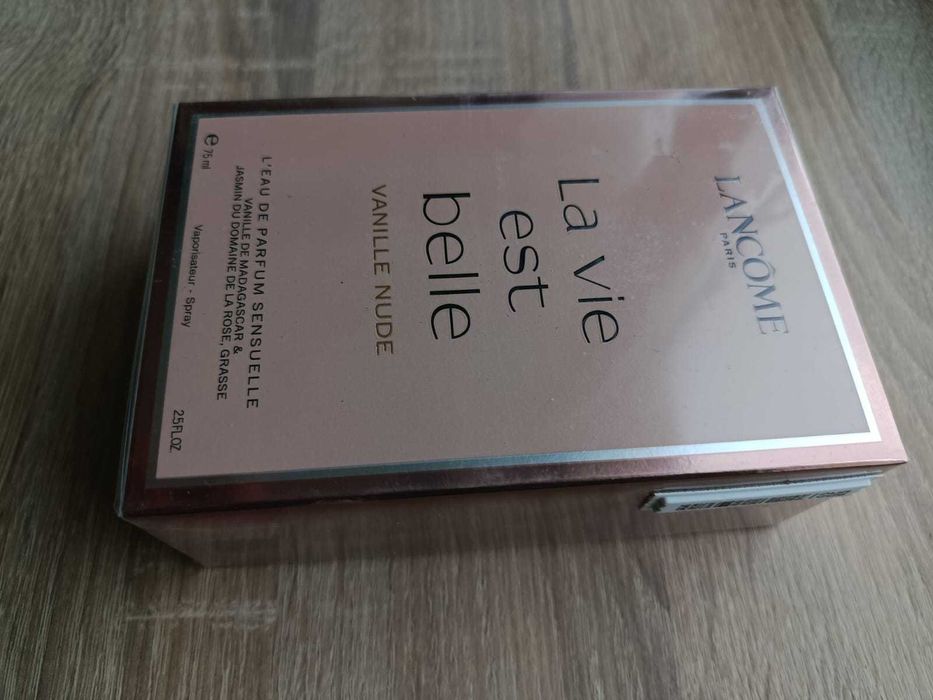 LANCÔME
PARIS
La vie
est
belle
VANILLE NUDE
L'EAU DE PARFUM SENSUELLE
VANILLE DE MADAGASCAR &
JASMIN DU DOMAINE DE LA ROSE, GRASSE
Vaporisateur - Spray
e 75 ml
2.5 FL.OZ.